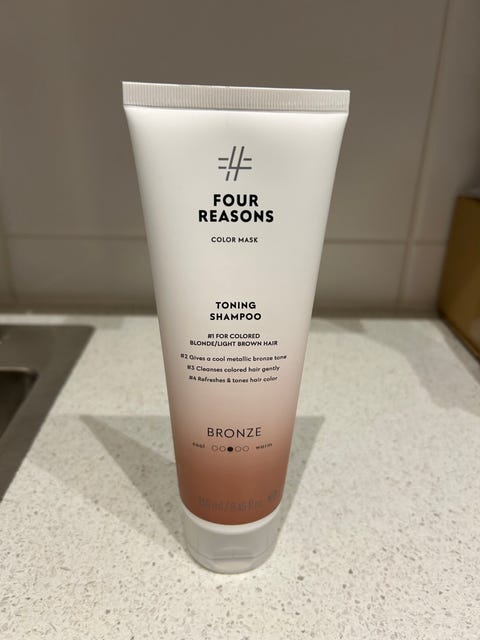 FOUR
REASONS
COLOR MASK
TONING
SHAMPOO
#1 FOR COLORED
BLONDE/LIGHT BROWN HAIR
#2 Gives a cool metallic bronze tone
#3 Cleanses colored hair gently
#4 Refreshes & tones hair color
BRONZE
cool warm